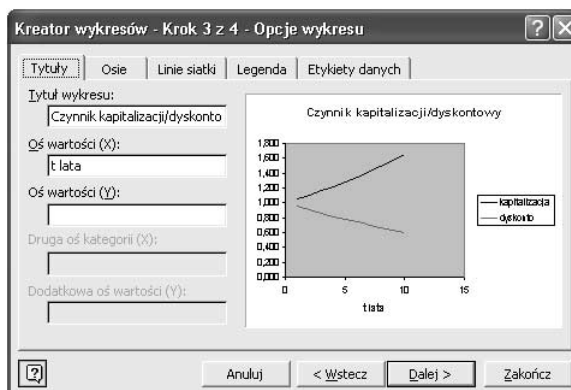 Kreator wykresów - Krok 3 z 4 - Opcje wykresu
Tytuły Osie Linie siatki Legenda Etykiety danych
Tytuł wykresu:
Czynnik kapitalizacji/dyskonto
Oś wartości (X):
t lata
Oś wartości (Y):
Druga oś kategorii (X):
Dodatkowa oś wartości (Y):
Czynnik kapitalizacji/dyskontowy
1,800
1,600
1,400
1,200
1,000
0,800
0,600
0,400
0,200
0,000
0 5 10 15
t lata
kapitalizacja
dyskonto
Anuluj < Wstecz Dalej > Zakończ